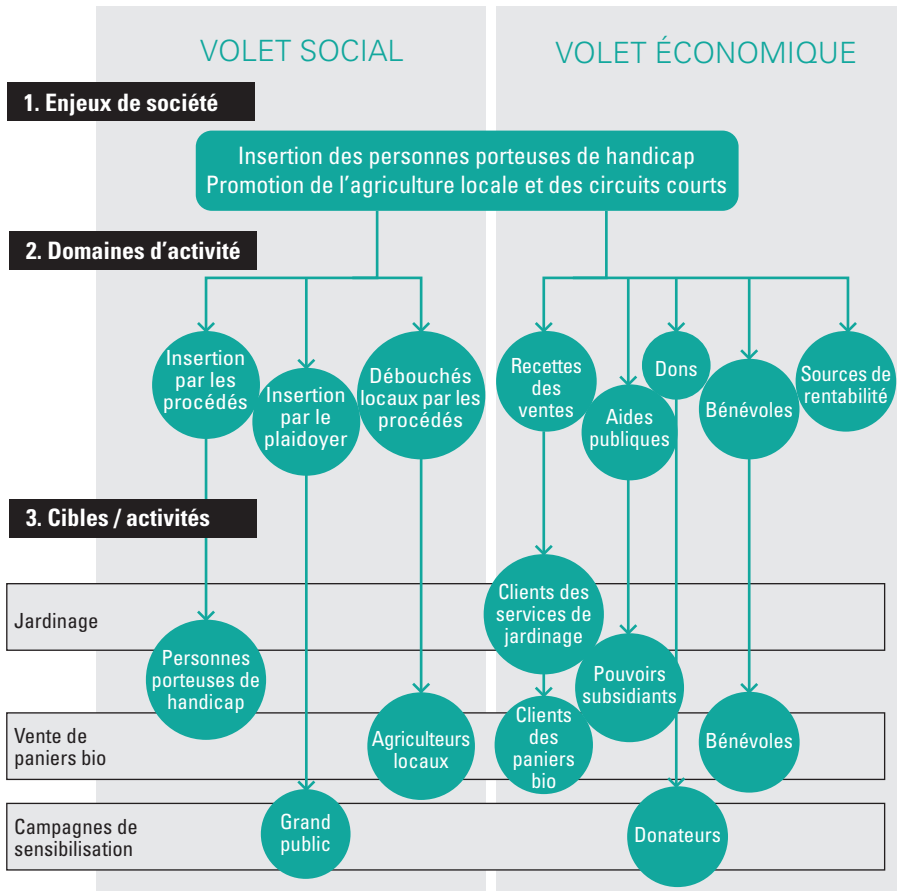 VOLET SOCIAL
VOLET ÉCONOMIQUE
1. Enjeux de société
Insertion des personnes porteuses de handicap
Promotion de l'agriculture locale et des circuits courts
2. Domaines d'activité
Insertion
par les
procédés
Insertion
par le
plaidoyer
Débouchés
locaux par les
procédés
Recettes
des
ventes
Aides
publiques
Dons
Bénévoles
Sources de
rentabilité
3. Cibles / activités
Jardinage
Personnes
porteuses de
handicap
Clients des
services de
jardinage
Pouvoirs
subsidiants
Vente de
paniers bio
Agriculteurs
locaux
Clients
des
paniers
bio
Bénévoles
Campagnes de
sensibilisation
Grand
public
Donateurs